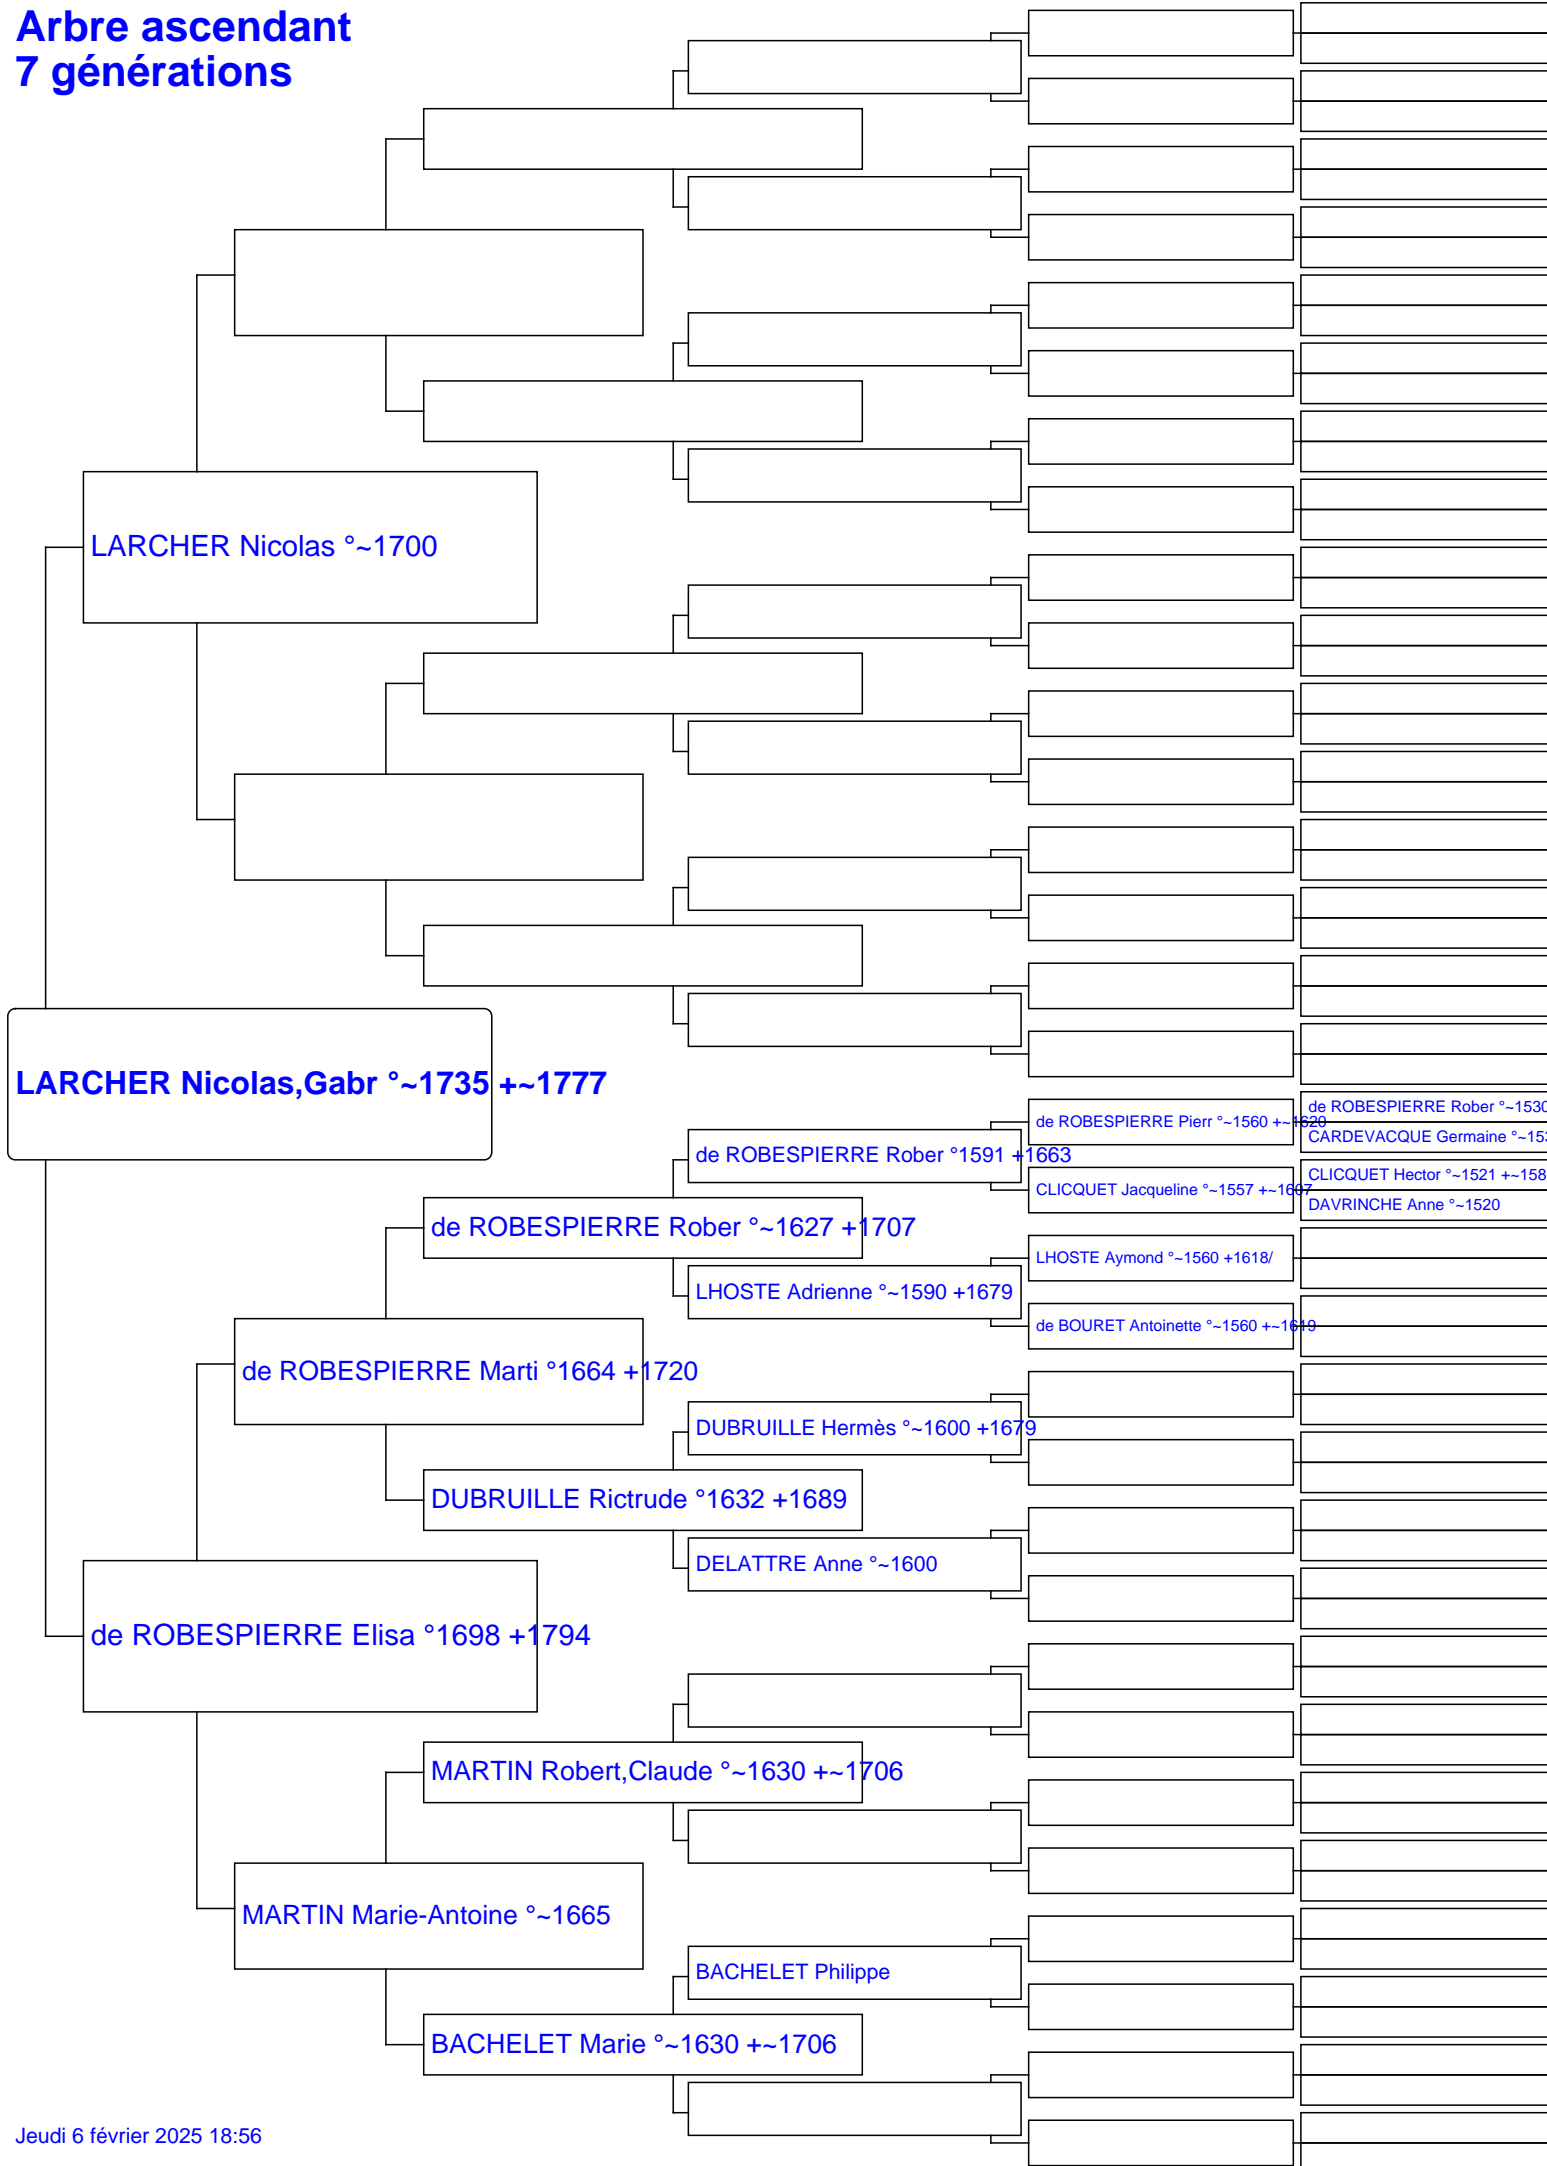 Arbre ascendant
7 générations
LARCHER Nicolas °~1700
LARCHER Nicolas,Gabr °~1735 +~1777
de ROBESPIERRE Elisa °1698 +1794
de ROBESPIERRE Marti °1664 +1720
MARTIN Marie-Antoine °~1665
de ROBESPIERRE Rober °~1627 +1707
DUBRUILLE Rictrude °1632 +1689
MARTIN Robert,Claude °~1630 +~1706
BACHELET Marie °~1630 +~1706
de ROBESPIERRE Rober °1591 +1663
LHOSTE Adrienne °~1590 +1679
DUBRUILLE Hermès °~1600 +1679
DELATTRE Anne °~1600
BACHELET Philippe
de ROBESPIERRE Pierr °~1560 +~1620
CLICQUET Jacqueline °~1557 +~1607
LHOSTE Aymond °~1560 +1618/
de BOURET Antoinette °~1560 +~1619
de ROBESPIERRE Rober °~1530
CARDEVACQUE Germaine °~153
CLICQUET Hector °~1521 +~158
DAVRINCHE Anne °~1520
Jeudi 6 février 2025 18:56